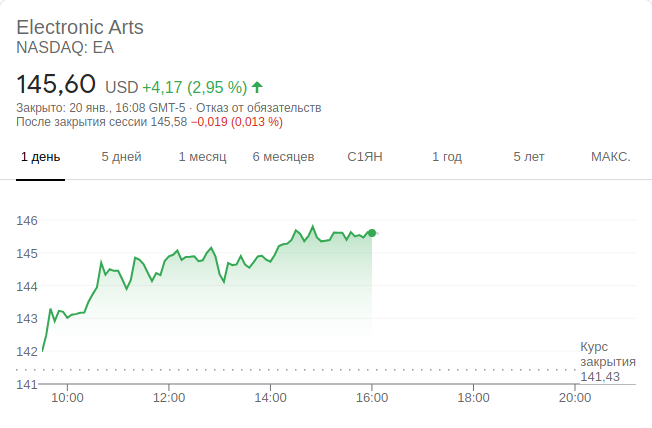 Electronic Arts
NASDAQ: EA
145,60 USD +4,17 (2,95 %)
Закрыто: 20 янв., 16:08 GMT-5 · Отказ от обязательств
После закрытия сессии 145,58 −0,019 (0,013 %)
1 день 5 дней 1 месяц 6 месяцев С1ЯН 1 год 5 лет МАКС.
146
145
144
143
142
Курс
закрытия
141,43
141
10:00 12:00 14:00 16:00 18:00 20:00